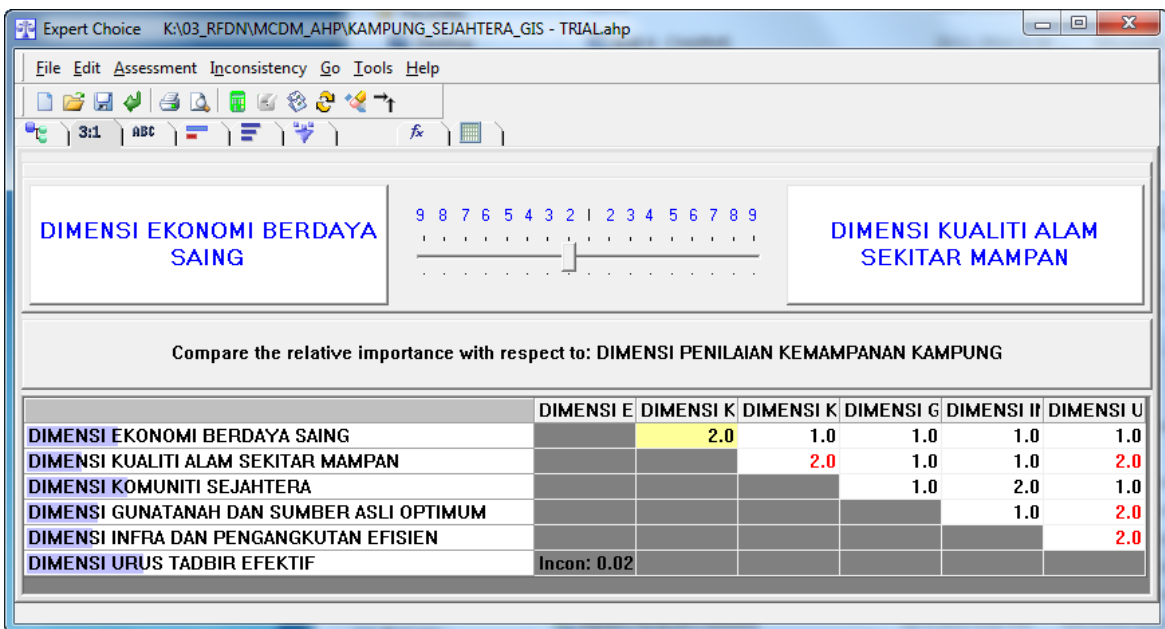 Expert Choice K:\03_RFDN\MCDM_AHP\KAMPUNG_SEJAHTERA_GIS - TRIAL.ahp
File Edit Assessment Inconsistency Go Tools Help
3:1 ABC fx
9 8 7 6 5 4 3 2 1 2 3 4 5 6 7 8 9
DIMENSI EKONOMI BERDAYA
SAING
DIMENSI KUALITI ALAM
SEKITAR MAMPAN
Compare the relative importance with respect to: DIMENSI PENILAIAN KEMAMPANAN KAMPUNG
DIMENSI E DIMENSI K DIMENSI K DIMENSI G DIMENSI II DIMENSI U
DIMENSI EKONOMI BERDAYA SAING 2.0 1.0 1.0 1.0 1.0
DIMENSI KUALITI ALAM SEKITAR MAMPAN 2.0 1.0 1.0 2.0
DIMENSI KOMUNITI SEJAHTERA 1.0 2.0 1.0
DIMENSI GUNATANAH DAN SUMBER ASLI OPTIMUM 1.0 2.0
DIMENSI INFRA DAN PENGANGKUTAN EFISIEN 2.0
DIMENSI URUS TADBIR EFEKTIF Incon: 0.02